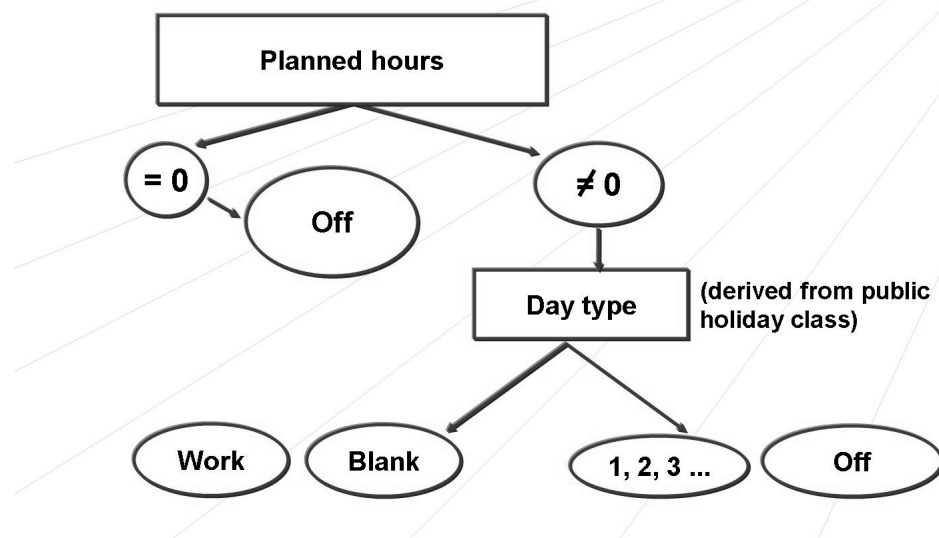 Planned hours
= 0
≠ 0
Off
Day type
(derived from public
holiday class)
Work
Blank
1, 2, 3 ...
Off